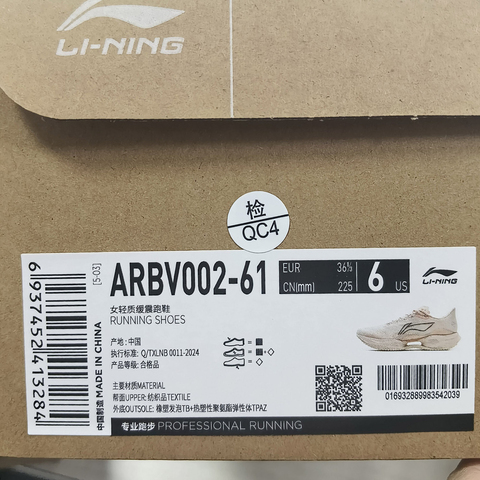 LI-NING
检
QC4
6937452413284
[S-03]
中国制造 MADE IN CHINA
ARBV002-61
女轻质缓震跑鞋
RUNNING SHOES
产地: 中国
执行标准: Q/TXLNB 0011-2024
产品等级: 合格品
主要材质MATERIAL
帮面UPPER: 纺织品TEXTILE
外底OUTSOLE: 橡塑发泡TB+热塑性聚氨酯弹性体TPAZ
专业跑步 PROFESSIONAL RUNNING
EUR 36⅔
CN(mm) 225
6 US
LI-NING
016932889983542039